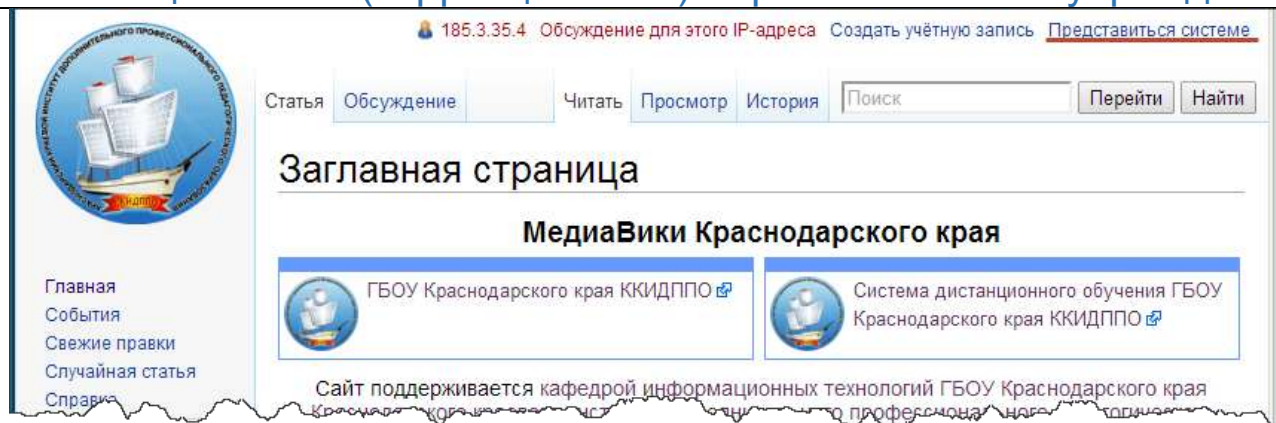 185.3.35.4 Обсуждение для этого IP-адреса Создать учётную запись Представиться системе
Статья Обсуждение Читать Просмотр История Поиск Перейти Найти
Заглавная страница
МедиаВики Краснодарского края
ГБОУ Краснодарского края ККИДППО
Система дистанционного обучения ГБОУ
Краснодарского края ККИДППО
Главная
События
Свежие правки
Случайная статья
Справка
Сайт поддерживается кафедрой информационных технологий ГБОУ Краснодарского края
ККИДППО